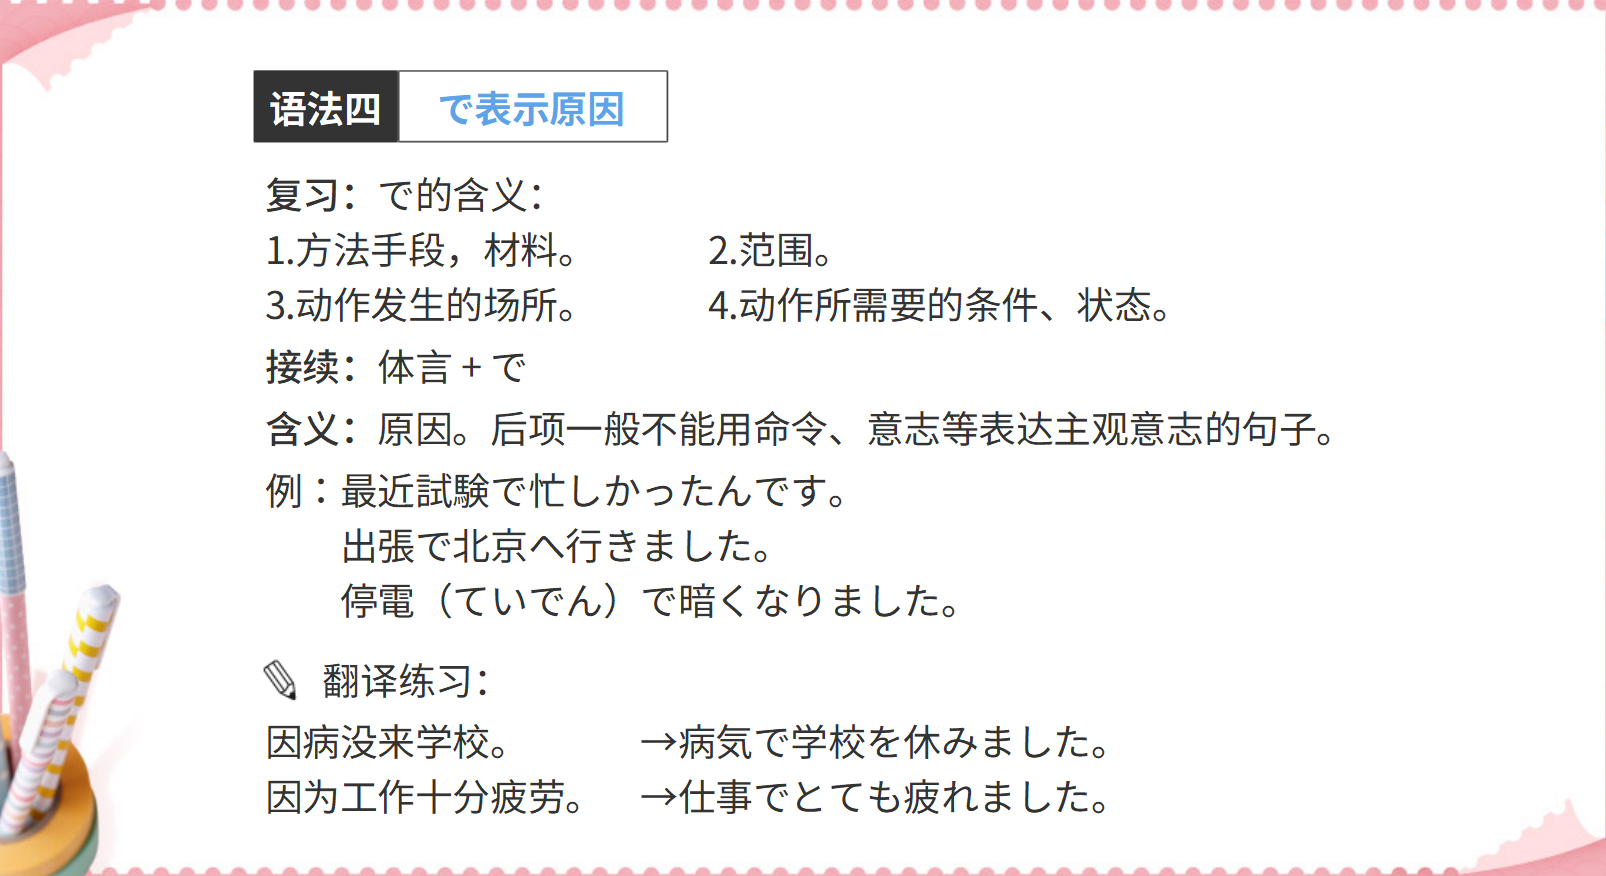 语法四 で表示原因
复习：で的含义：
1.方法手段，材料。 2.范围。
3.动作发生的场所。 4.动作所需要的条件、状态。
接续：体言 + で
含义：原因。后项一般不能用命令、意志等表达主观意志的句子。
例：最近試験で忙しかったんです。
出張で北京へ行きました。
停電（ていでん）で暗くなりました。
翻译练习：
因病没来学校。 →病気で学校を休みました。
因为工作十分疲劳。 →仕事でとても疲れました。